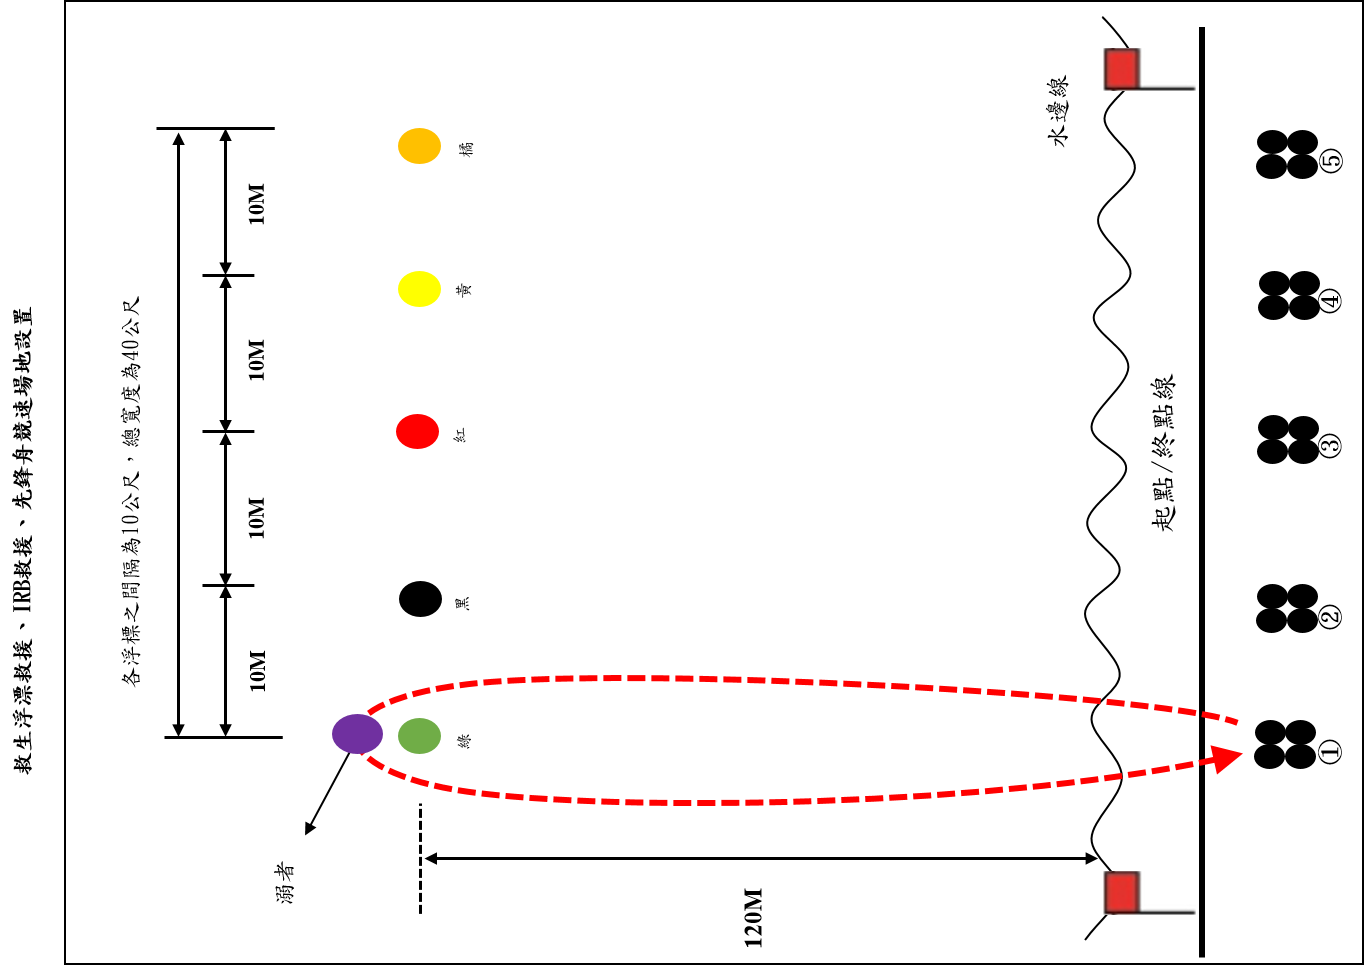 救生浮漂救援、IRB救援、先鋒舟競速場地設置
各浮標之間隔為10公尺，總寬度為40公尺
10M
10M
10M
10M
溺者
綠
黑
紅
黃
橘
120M
水邊線
起點/終點線
①
②
③
④
⑤